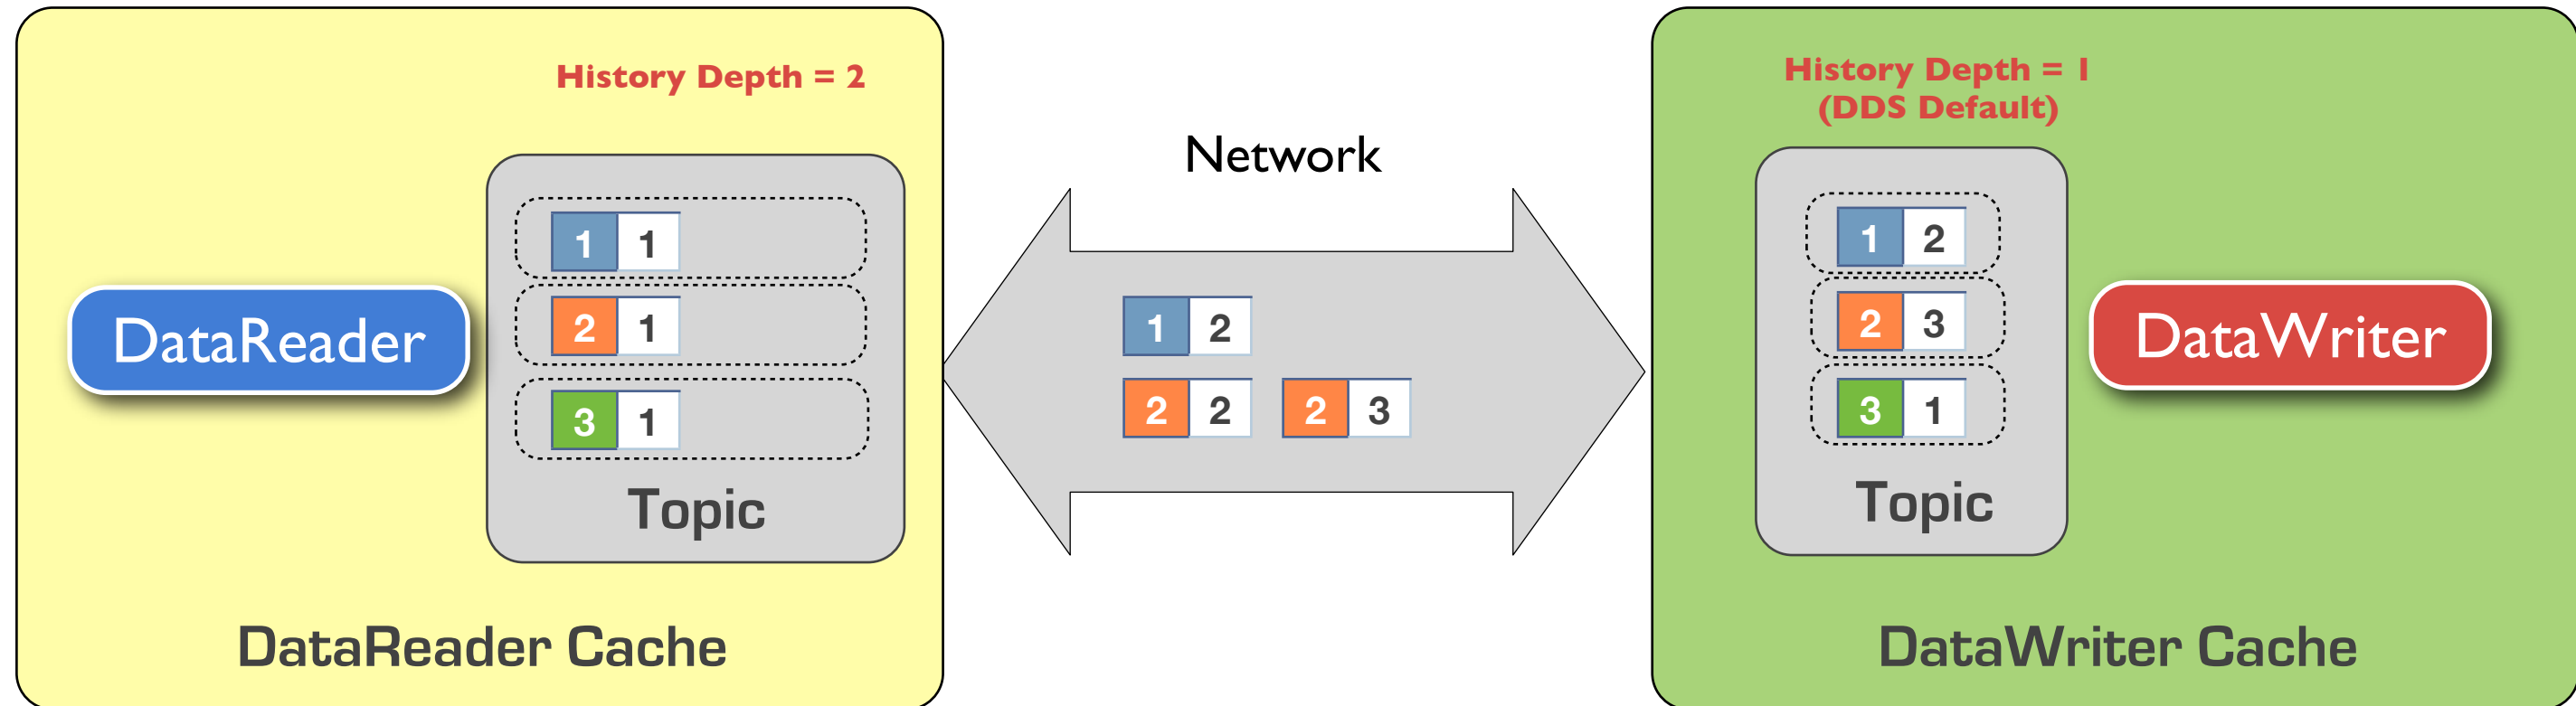 History Depth = 2
1 1
2 1
3 1
Topic
DataReader
DataReader Cache
Network
1 2
2 2 2 3
History Depth = 1
(DDS Default)
1 2
2 3
3 1
Topic
DataWriter
DataWriter Cache